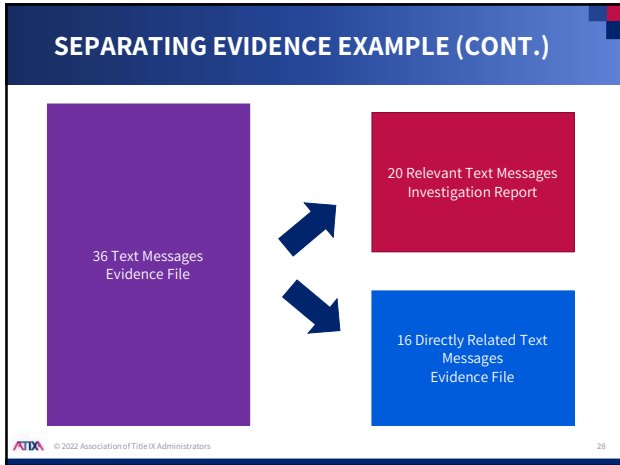 SEPARATING EVIDENCE EXAMPLE (CONT.)
36 Text Messages
Evidence File
20 Relevant Text Messages
Investigation Report
16 Directly Related Text
Messages
Evidence File
ATIXA © 2022 Association of Title IX Administrators
28